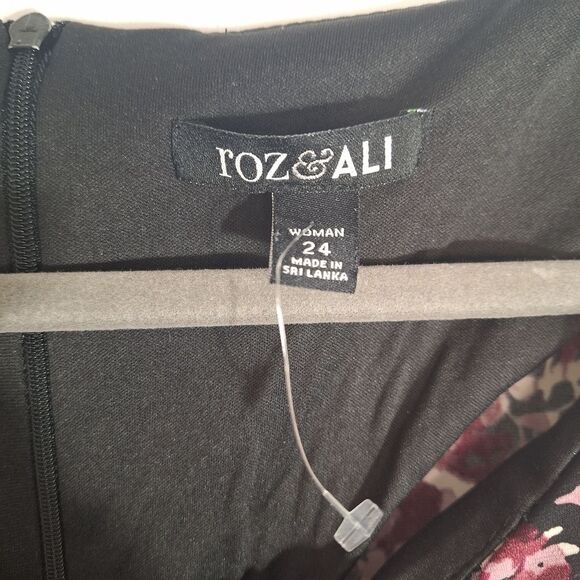 roz&ALI
WOMAN
24
MADE IN
SRI LANKA